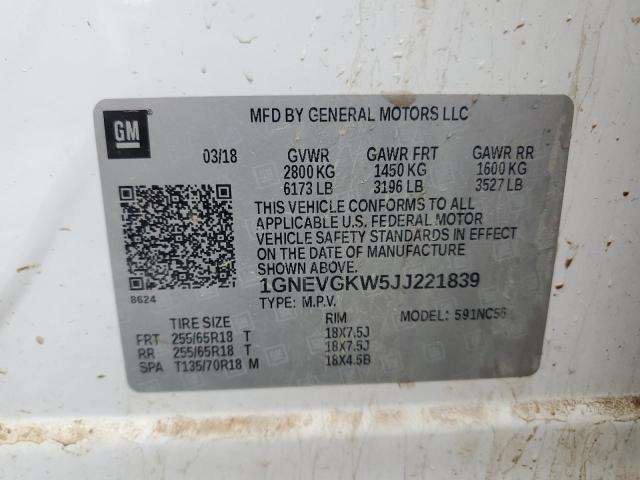 GM
MFD BY GENERAL MOTORS LLC
03/18 GVWR GAWR FRT GAWR RR
2800 KG 1450 KG 1600 KG
6173 LB 3196 LB 3527 LB
THIS VEHICLE CONFORMS TO ALL
APPLICABLE U.S. FEDERAL MOTOR
VEHICLE SAFETY STANDARDS IN EFFECT
ON THE DATE OF MANUFACTURE
SHOWN ABOVE.
8624
1GNEVGKW5JJ221839
TYPE: M.P.V. MODEL: 591NC56
TIRE SIZE RIM
FRT 255/65R18 T 18X7.5J
RR 255/65R18 T 18X7.5J
SPA T135/70R18 M 18X4.5B